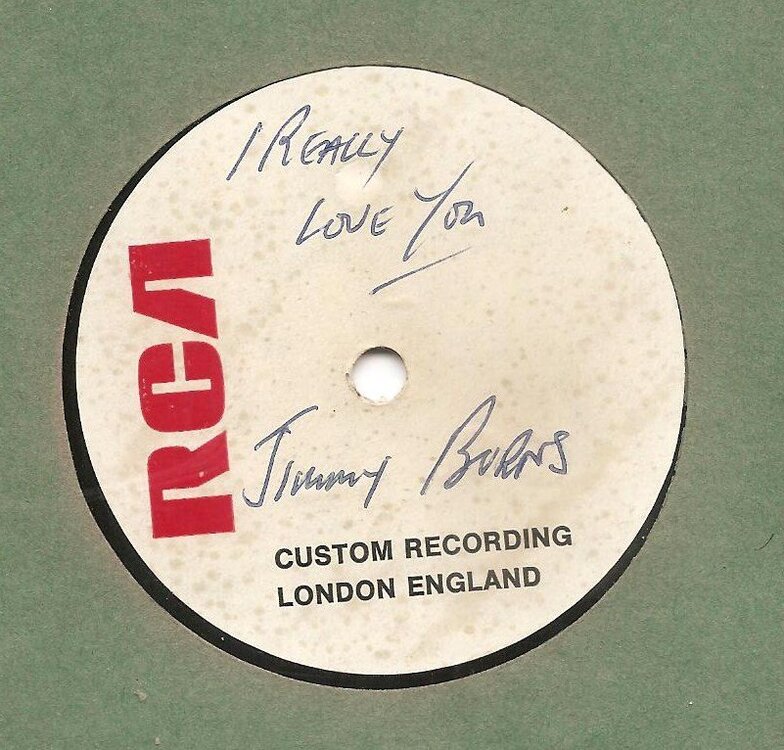 I REALLY
LOVE YOU
RCA
JIMMY BURNS
CUSTOM RECORDING
LONDON ENGLAND